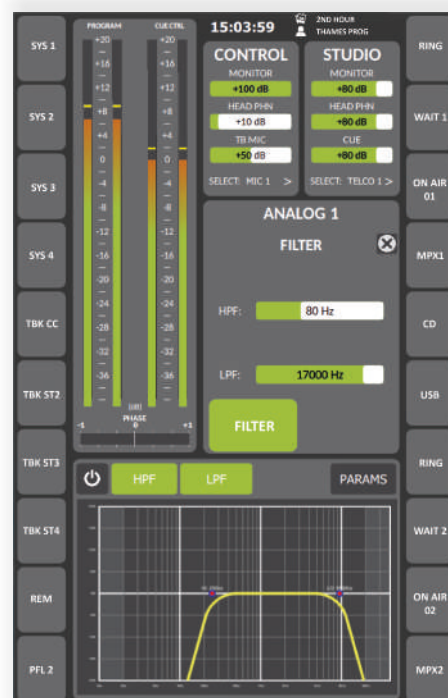 SYS 1
SYS 2
SYS 3
SYS 4
TBK CC
TBK ST2
TBK ST3
TBK ST4
REM
PFL 2
PROGRAM
CUE CTRL
+20 +20
+16 +16
+12 +12
+8 +8
+4 +4
0 0
-4 -4
-8 -8
-12 -12
-16 -16
-20 -20
-24 -24
-28 -28
-32 -32
-36 -36
[dB]
PHASE
-1 0 +1
15:03:59
2ND HOUR
THAMES PROG
CONTROL
MONITOR
+100 dB
HEAD PHN
+10 dB
TB MIC
+50 dB
SELECT: MIC 1 >
STUDIO
MONITOR
+80 dB
HEAD PHN
+80 dB
CUE
+80 dB
SELECT: TELCO 1 >
ANALOG 1
FILTER
HPF: 80 Hz
LPF: 17000 Hz
FILTER
HPF
LPF
PARAMS
RING
WAIT 1
ON AIR
01
MPX1
CD
USB
RING
WAIT 2
ON AIR
02
MPX2